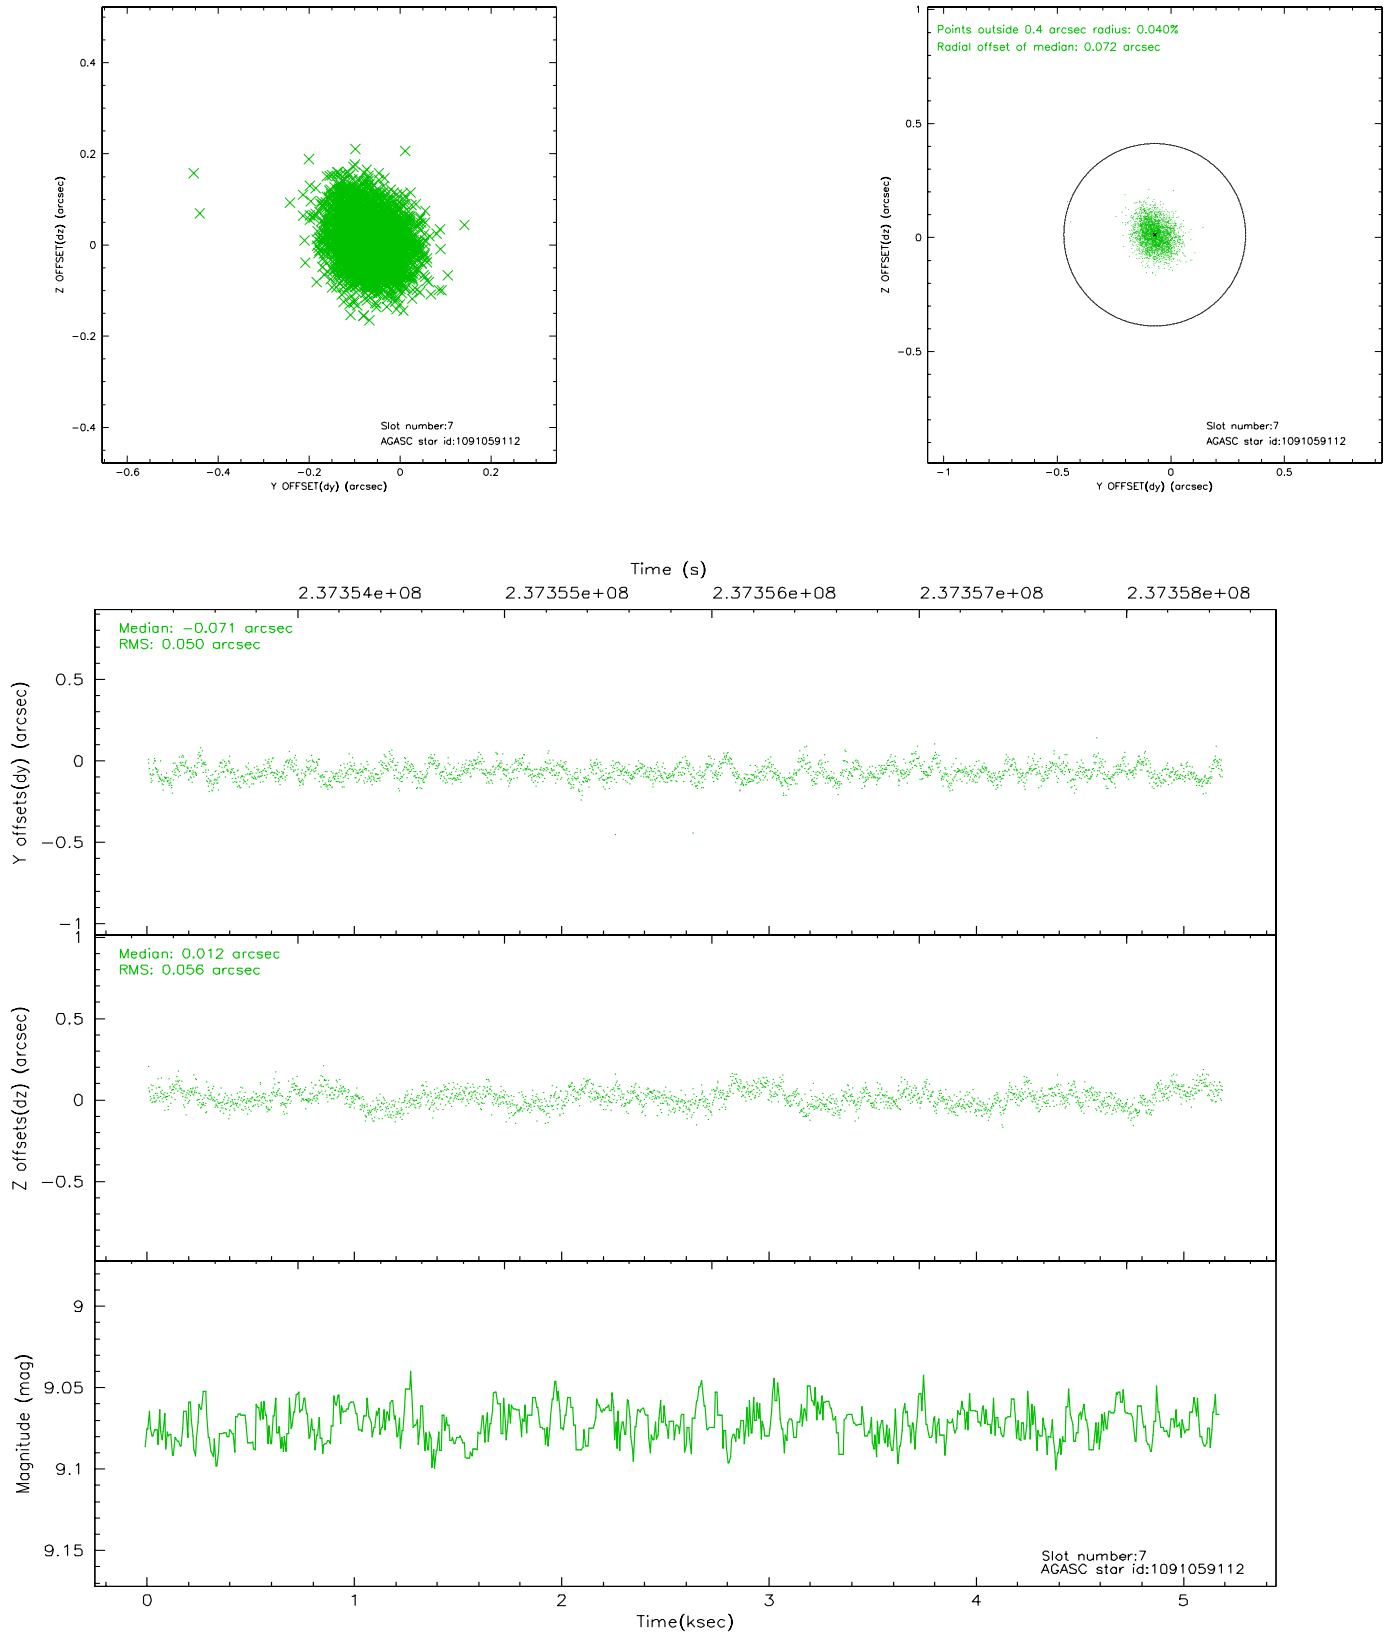 0.4
0.2
0
−0.2
−0.4
Z OFFSET(dz) (arcsec)
Slot number:7
AGASC star id:1091059112
−0.6 −0.4 −0.2 0 0.2
Y OFFSET(dy) (arcsec)
Points outside 0.4 arcsec radius: 0.040%
Radial offset of median: 0.072 arcsec
1
0.5
0
−0.5
Z OFFSET(dz) (arcsec)
Slot number:7
AGASC star id:1091059112
−1 −0.5 0 0.5
Y OFFSET(dy) (arcsec)
Time (s)
2.37354e+08 2.37355e+08 2.37356e+08 2.37357e+08 2.37358e+08
Median: −0.071 arcsec
RMS: 0.050 arcsec
0.5
0
−0.5
−1
Y offsets(dy) (arcsec)
Median: 0.012 arcsec
RMS: 0.056 arcsec
1
0.5
0
−0.5
Z offsets(dz) (arcsec)
9
9.05
9.1
9.15
Magnitude (mag)
Slot number:7
AGASC star id:1091059112
0 1 2 3 4 5
Time(ksec)